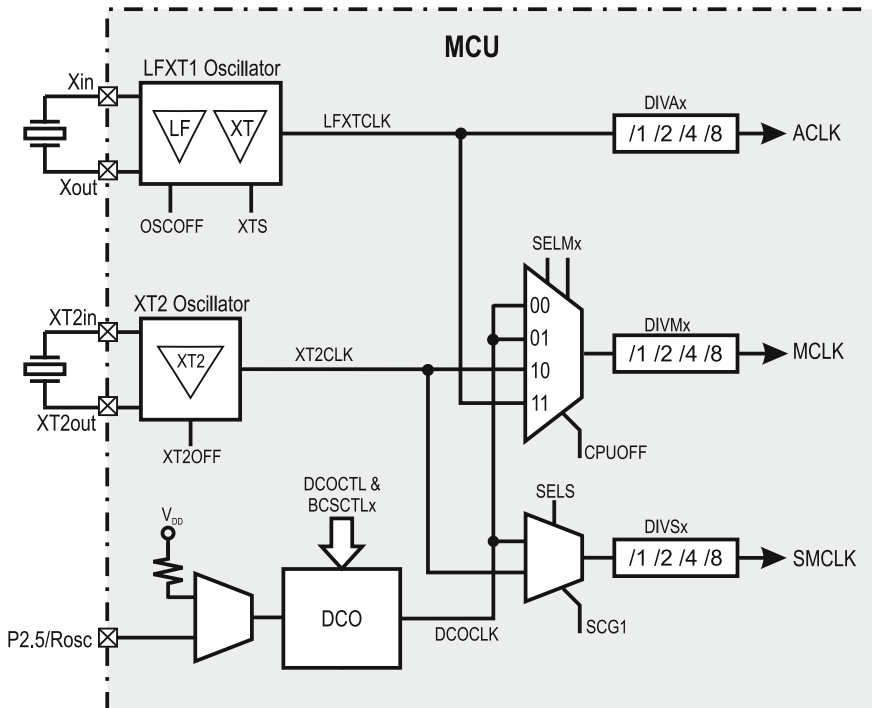 MCU
LFXT1 Oscillator
Xin
LF
XT
Xout
OSCOFF
XTS
LFXTCLK
DIVAx
/1 /2 /4 /8
ACLK
XT2 Oscillator
XT2in
XT2
XT2out
XT2OFF
XT2CLK
SELMx
00
01
10
11
CPUOFF
DIVMx
/1 /2 /4 /8
MCLK
DCOCTL &
BCSCTLx
VDD
P2.5/Rosc
DCO
DCOCLK
SELS
SCG1
DIVSx
/1 /2 /4 /8
SMCLK